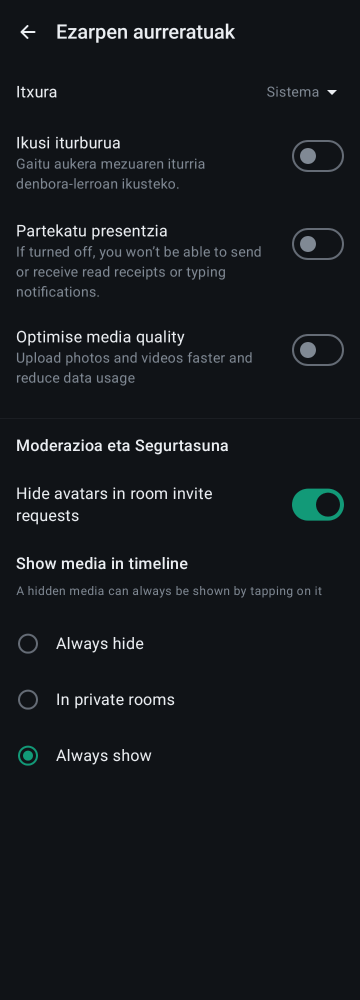 Ezarpen aurreratuak
Itxura
Sistema
Ikusi iturburua
Gaitu aukera mezuaren iturria
denbora-lerroan ikusteko.
Partekatu presentzia
If turned off, you won't be able to send
or receive read receipts or typing
notifications.
Optimise media quality
Upload photos and videos faster and
reduce data usage
Moderazioa eta Segurtasuna
Hide avatars in room invite
requests
Show media in timeline
A hidden media can always be shown by tapping on it
Always hide
In private rooms
Always show